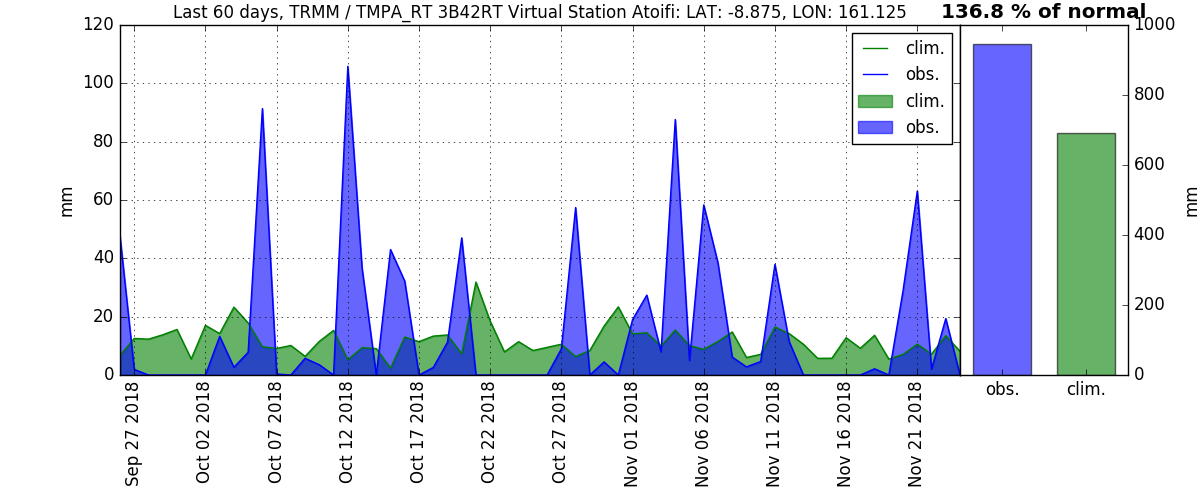 Last 60 days, TRMM / TMPA_RT 3B42RT Virtual Station Atoifi: LAT: -8.875, LON: 161.125
136.8 % of normal
120
100
80
60
40
20
0
mm
clim.
obs.
clim.
obs.
1000
800
600
400
200
0
mm
obs.
clim.
Sep 27 2018
Oct 02 2018
Oct 07 2018
Oct 12 2018
Oct 17 2018
Oct 22 2018
Oct 27 2018
Nov 01 2018
Nov 06 2018
Nov 11 2018
Nov 16 2018
Nov 21 2018